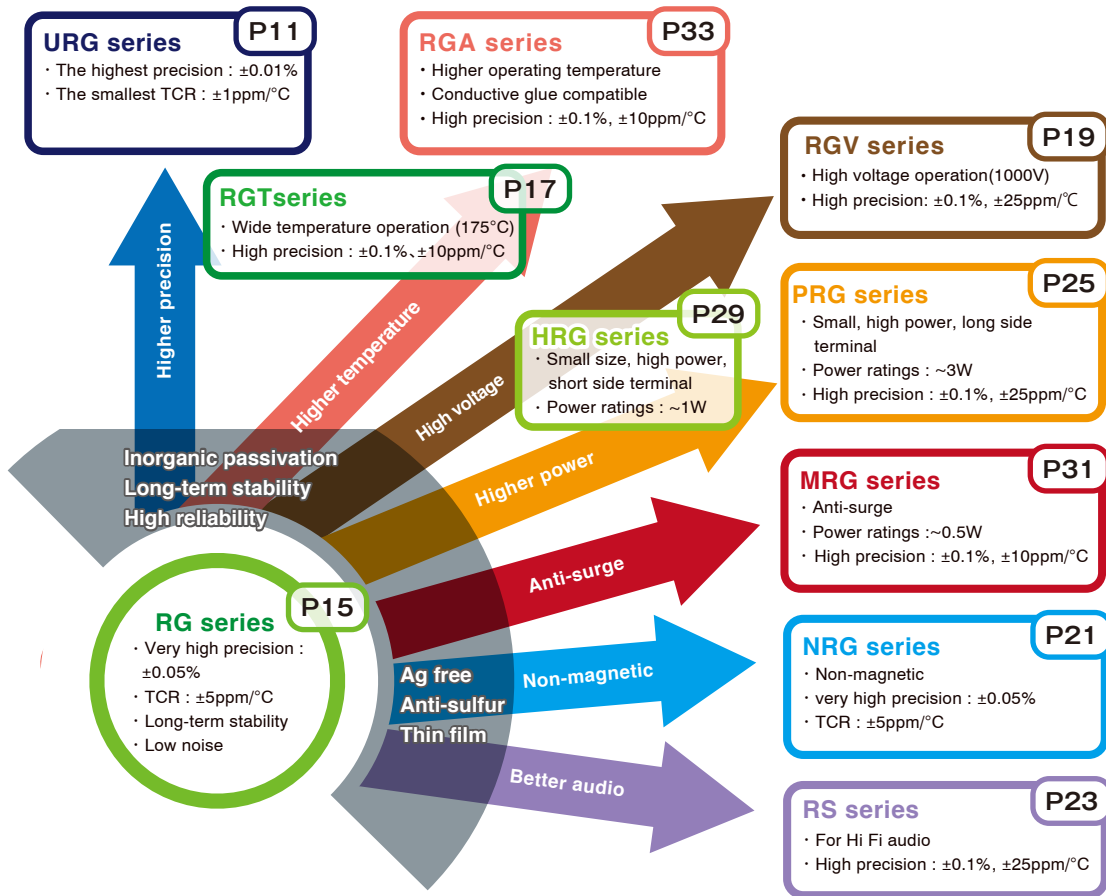 URG series
P11
· The highest precision : ±0.01%
· The smallest TCR : ±1ppm/°C
RGA series
P33
• Higher operating temperature
• Conductive glue compatible
• High precision : ±0.1%, ±10ppm/°C
RGTseries
P17
· Wide temperature operation (175°C)
· High precision : ±0.1%、±10ppm/°C
RGV series
P19
• High voltage operation(1000V)
• High precision: ±0.1%, ±25ppm/℃
HRG series
P29
· Small size, high power,
short side terminal
· Power ratings : ~1W
PRG series
P25
· Small, high power, long side
terminal
· Power ratings : ~3W
· High precision : ±0.1%, ±25ppm/°C
MRG series
P31
· Anti-surge
· Power ratings :~0.5W
· High precision : ±0.1%, ±10ppm/°C
NRG series
P21
· Non-magnetic
· very high precision : ±0.05%
· TCR : ±5ppm/°C
RS series
P23
· For Hi Fi audio
· High precision : ±0.1%, ±25ppm/°C
Higher precision
Higher temperature
High voltage
Higher power
Anti-surge
Non-magnetic
Better audio
Inorganic passivation
Long-term stability
High reliability
Ag free
Anti-sulfur
Thin film
RG series
P15
· Very high precision :
±0.05%
· TCR : ±5ppm/°C
· Long-term stability
· Low noise